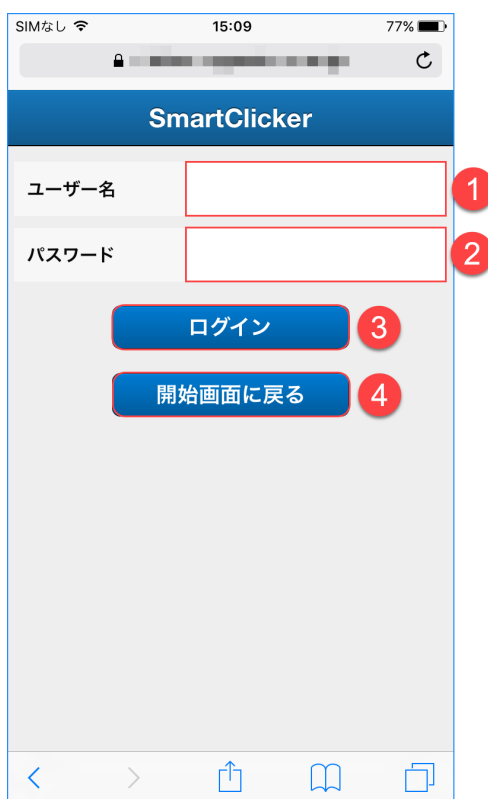 SIMなし 15:09 77%
SmartClicker
ユーザー名 1
パスワード 2
ログイン 3
開始画面に戻る 4